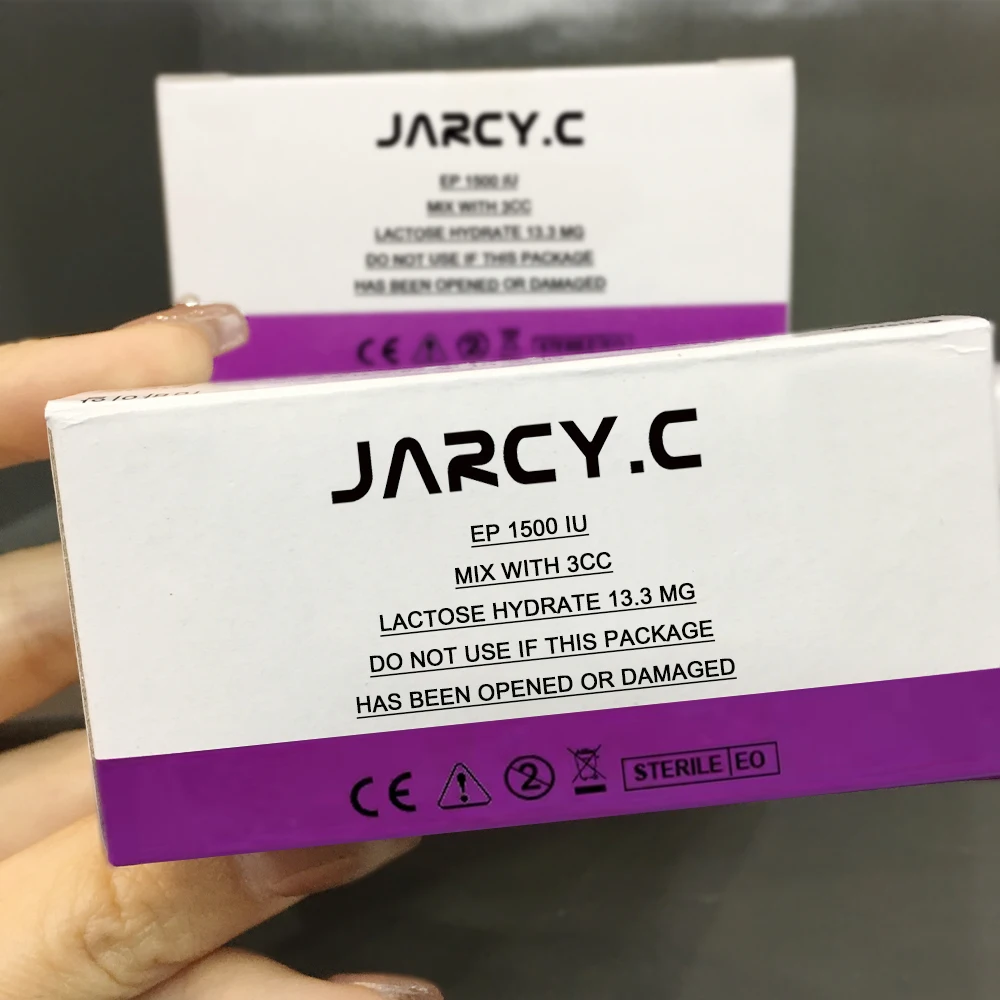 JARCY.C
EP 1500 IU
MIX WITH 3CC
LACTOSE HYDRATE 13.3 MG
DO NOT USE IF THIS PACKAGE
HAS BEEN OPENED OR DAMAGED
CE
STERILE EO
JARCY.C
EP 1500 IU
MIX WITH 3CC
LACTOSE HYDRATE 13.3 MG
DO NOT USE IF THIS PACKAGE
HAS BEEN OPENED OR DAMAGED
CE 2 STERILE EO